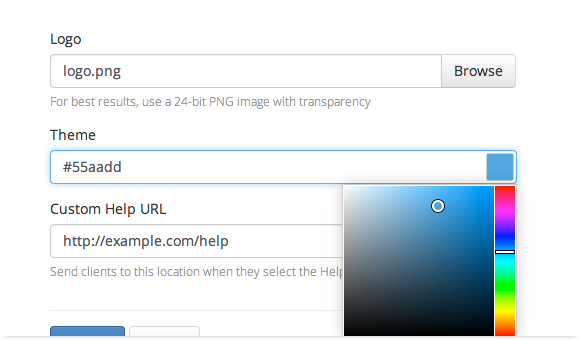 Logo
logo.png
Browse
For best results, use a 24-bit PNG image with transparency
Theme
#55aadd
Custom Help URL
http://example.com/help
Send clients to this location when they select the Help